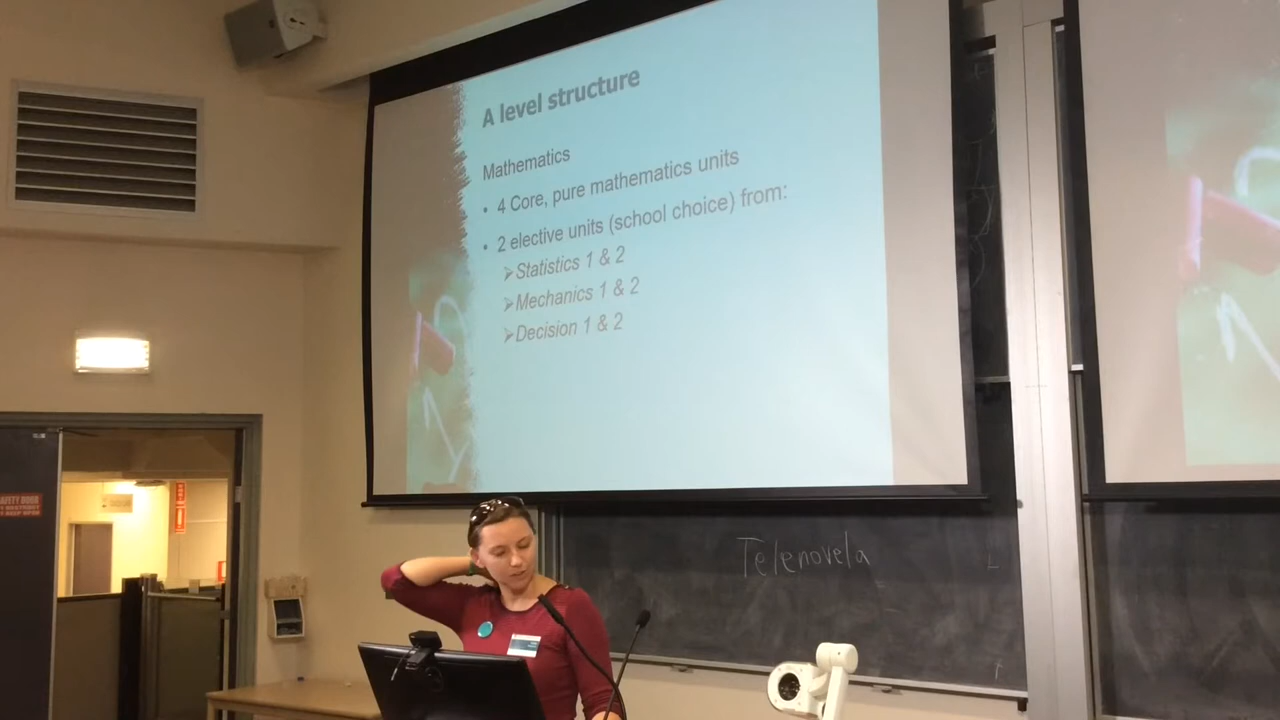 A level structure
Mathematics
• 4 Core, pure mathematics units
• 2 elective units (school choice) from:
➢Statistics 1 & 2
➢Mechanics 1 & 2
➢Decision 1 & 2
Telenovela
SAFETY DOOR